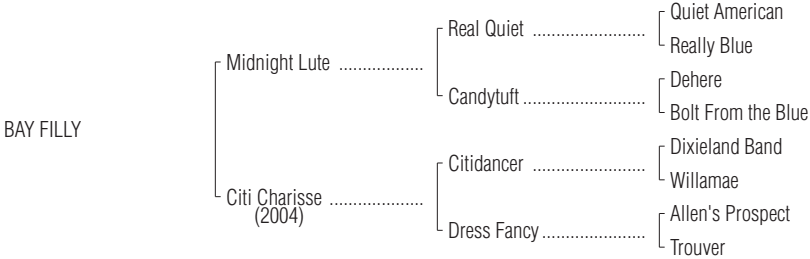 Quiet American
Real Quiet ........................
Really Blue
Midnight Lute ..................
Dehere
Candytuft ..........................
Bolt From the Blue
BAY FILLY
Dixieland Band
Citidancer ........................
Willamae
Citi Charisse ....................
(2004)
Allen's Prospect
Dress Fancy ......................
Trouver